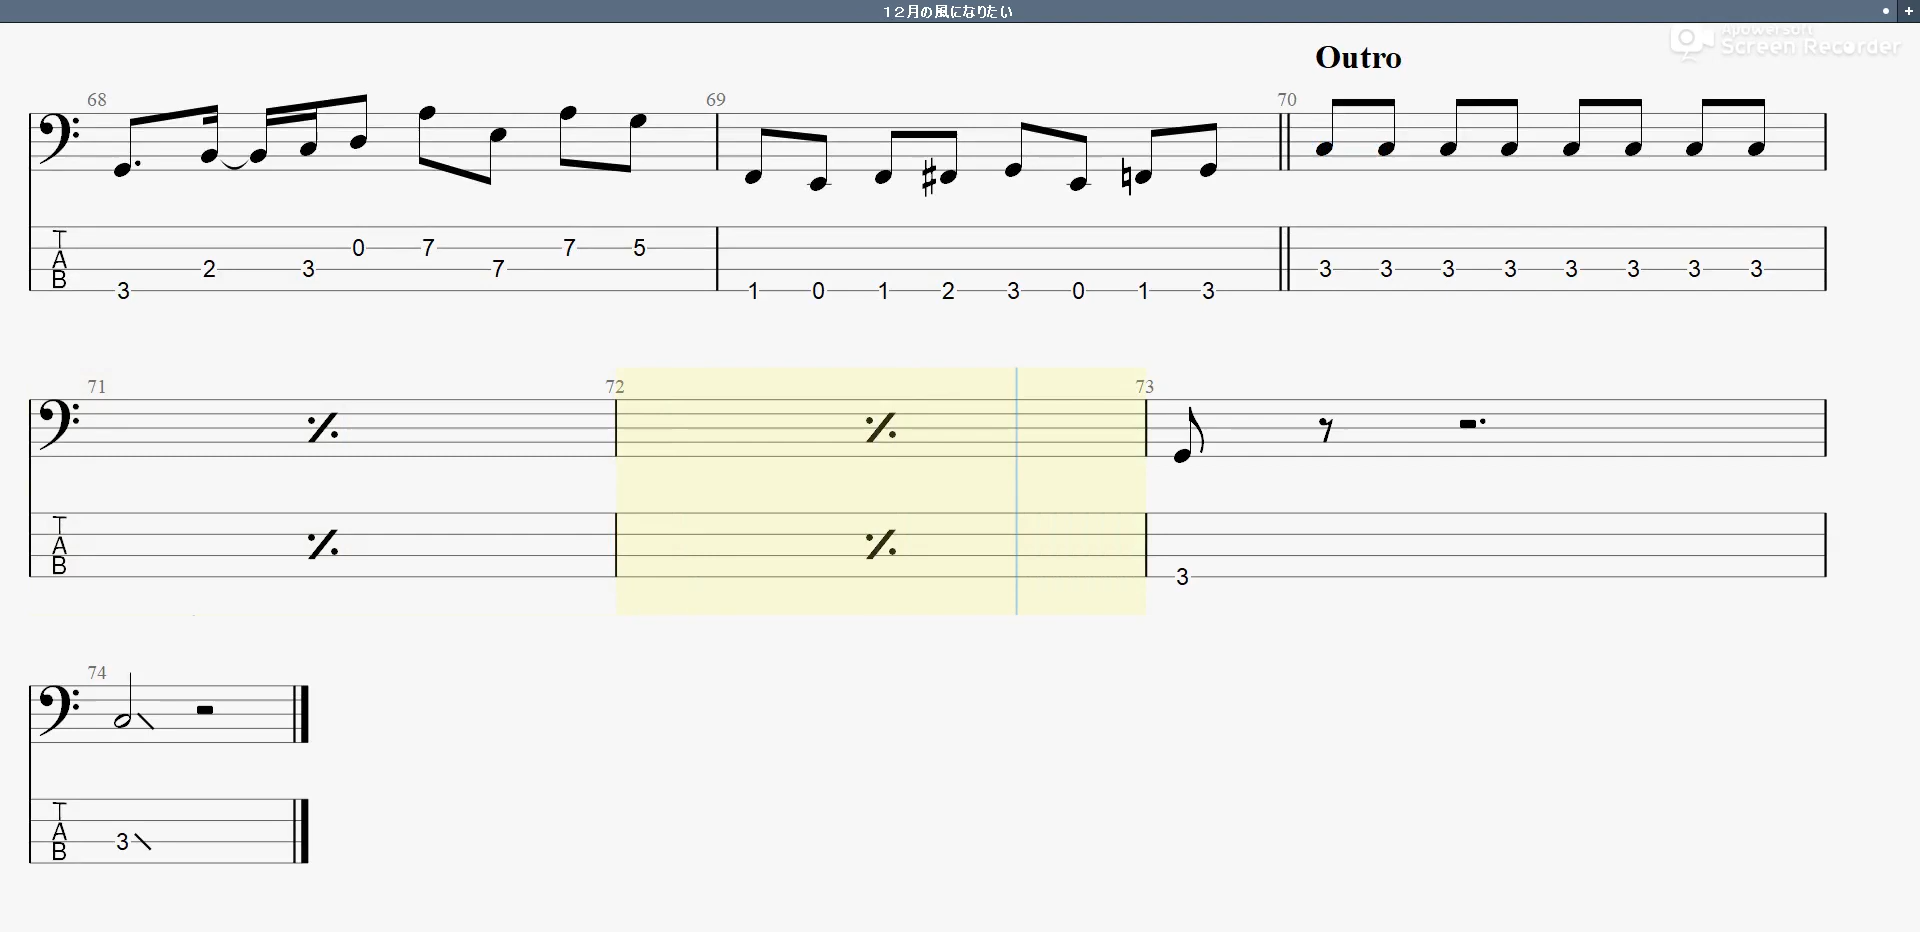 12月の風になりたい
Apowersoft
Screen Recorder
Outro
68 69 70
T
A
B
3 2 3 0 7 7 7 5 1 0 1 2 3 0 1 3 3 3 3 3 3 3 3 3
71 72 73
T
A
B
3
74
T
A
B
3